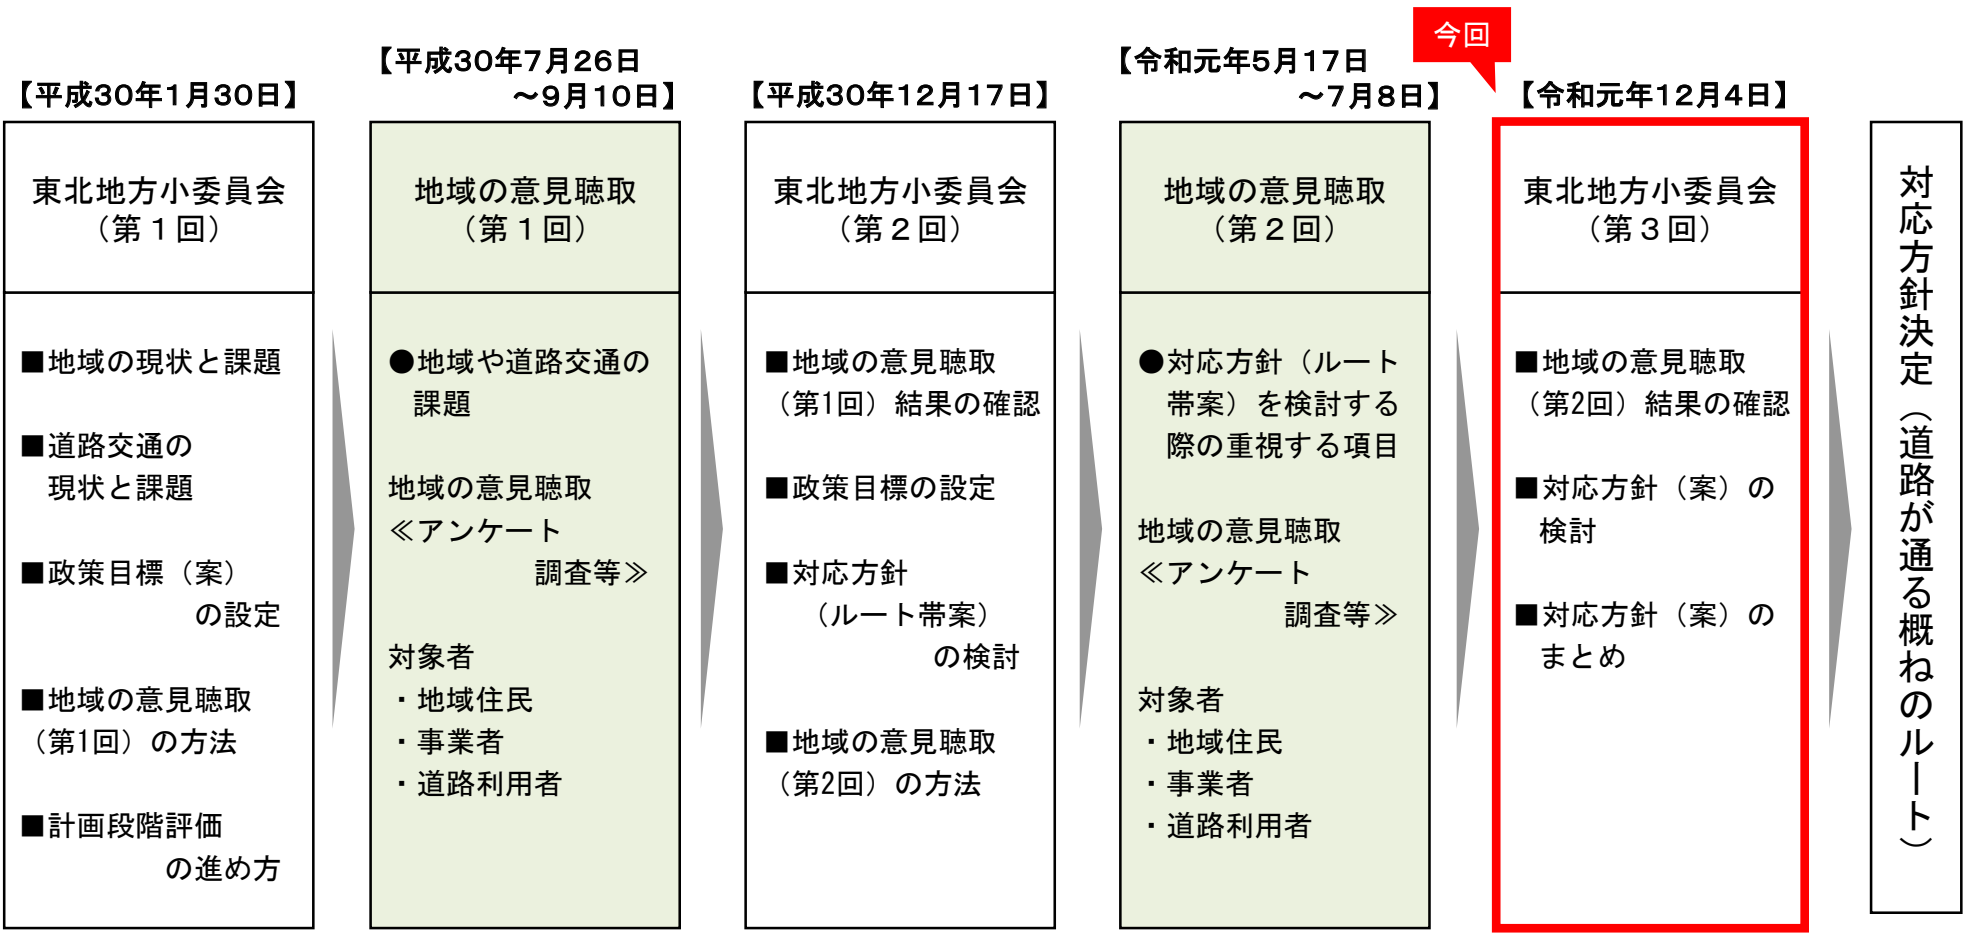 今回
【平成30年1月30日】
東北地方小委員会
（第１回）
■地域の現状と課題
■道路交通の
現状と課題
■政策目標（案）
の設定
■地域の意見聴取
（第1回）の方法
■計画段階評価
の進め方
【平成30年7月26日
～9月10日】
地域の意見聴取
（第１回）
●地域や道路交通の
課題
地域の意見聴取
≪アンケート
調査等≫
対象者
・地域住民
・事業者
・道路利用者
【平成30年12月17日】
東北地方小委員会
（第２回）
■地域の意見聴取
（第1回）結果の確認
■政策目標の設定
■対応方針
（ルート帯案）
の検討
■地域の意見聴取
（第2回）の方法
【令和元年5月17日
～7月8日】
地域の意見聴取
（第２回）
●対応方針（ルート
帯案）を検討する
際の重視する項目
地域の意見聴取
≪アンケート
調査等≫
対象者
・地域住民
・事業者
・道路利用者
【令和元年12月4日】
東北地方小委員会
（第３回）
■地域の意見聴取
（第2回）結果の確認
■対応方針（案）の
検討
■対応方針（案）の
まとめ
対応方針決定（道路が通る概ねのルート）